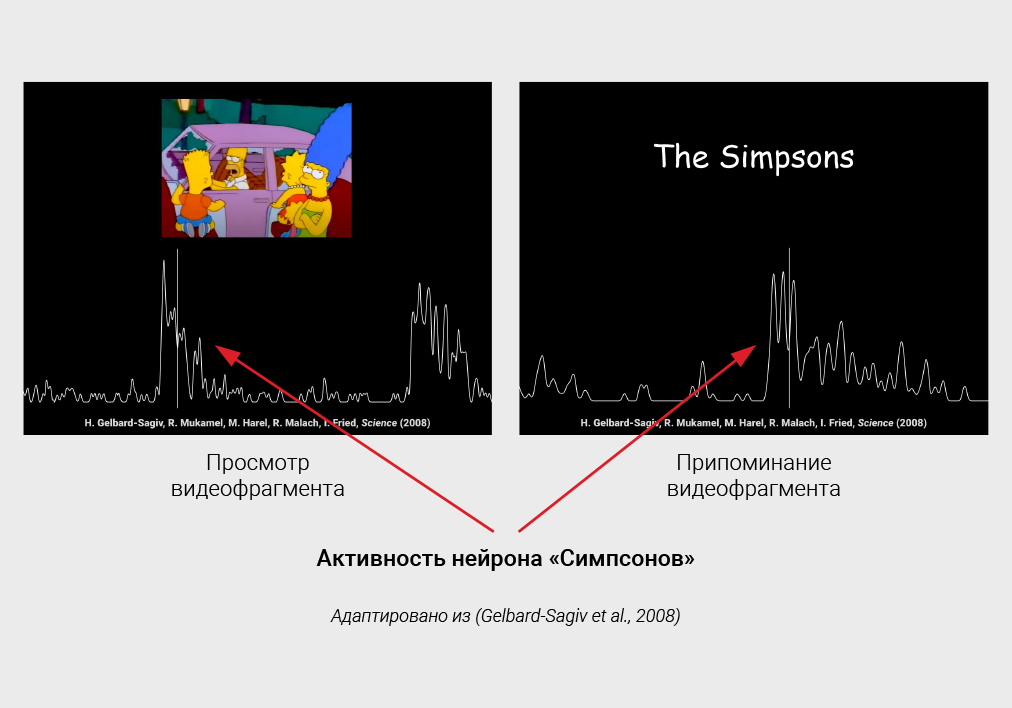 The Simpsons
H. Gelbard-Sagiv, R. Mukamel, M. Harel, R. Malach, I. Fried, Science (2008)
H. Gelbard-Sagiv, R. Mukamel, M. Harel, R. Malach, I. Fried, Science (2008)
Просмотр
видеофрагмента
Припоминание
видеофрагмента
Активность нейрона «Симпсонов»
Адаптировано из (Gelbard-Sagiv et al., 2008)